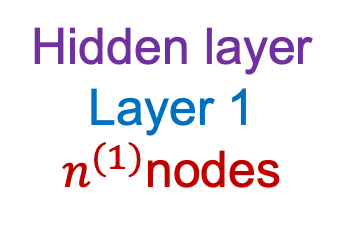 Hidden layer
Layer 1
n⁽¹⁾nodes